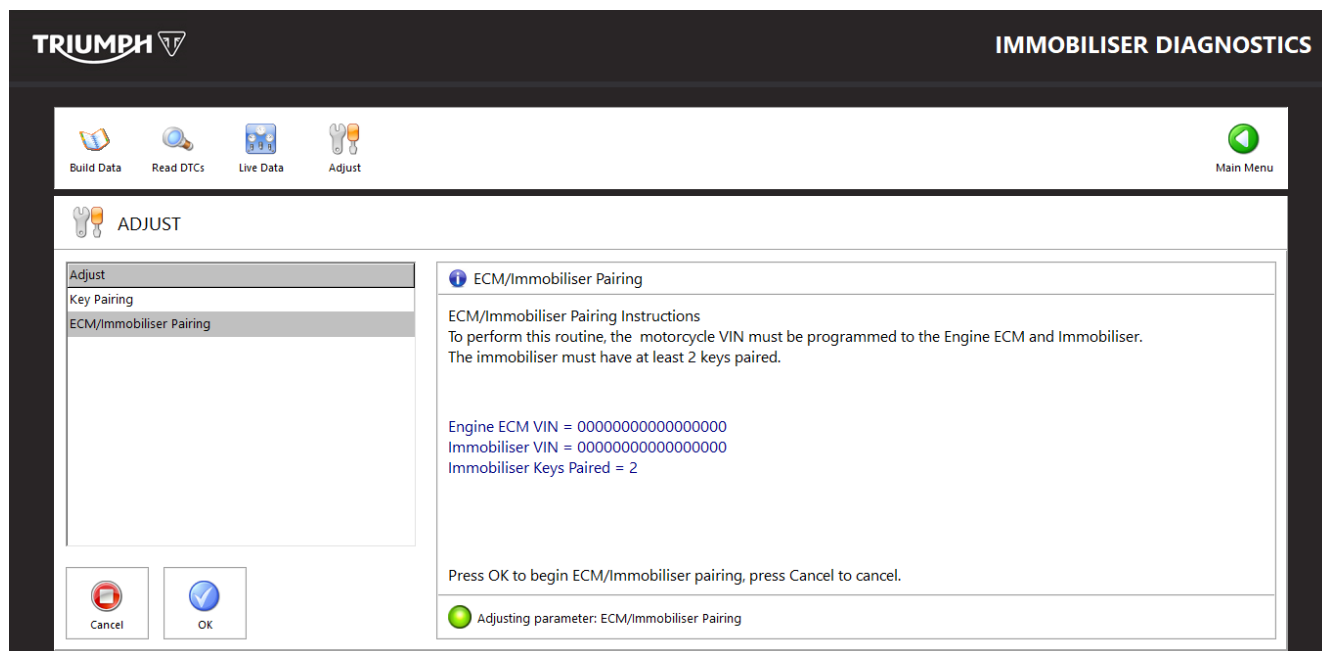 TRIUMPH
IMMOBILISER DIAGNOSTICS
Build Data
Read DTCs
Live Data
Adjust
Main Menu
ADJUST
Adjust
Key Pairing
ECM/Immobiliser Pairing
ECM/Immobiliser Pairing
ECM/Immobiliser Pairing Instructions
To perform this routine, the motorcycle VIN must be programmed to the Engine ECM and Immobiliser.
The immobiliser must have at least 2 keys paired.
Engine ECM VIN = 00000000000000000
Immobiliser VIN = 00000000000000000
Immobiliser Keys Paired = 2
Press OK to begin ECM/Immobiliser pairing, press Cancel to cancel.
Cancel
OK
Adjusting parameter: ECM/Immobiliser Pairing